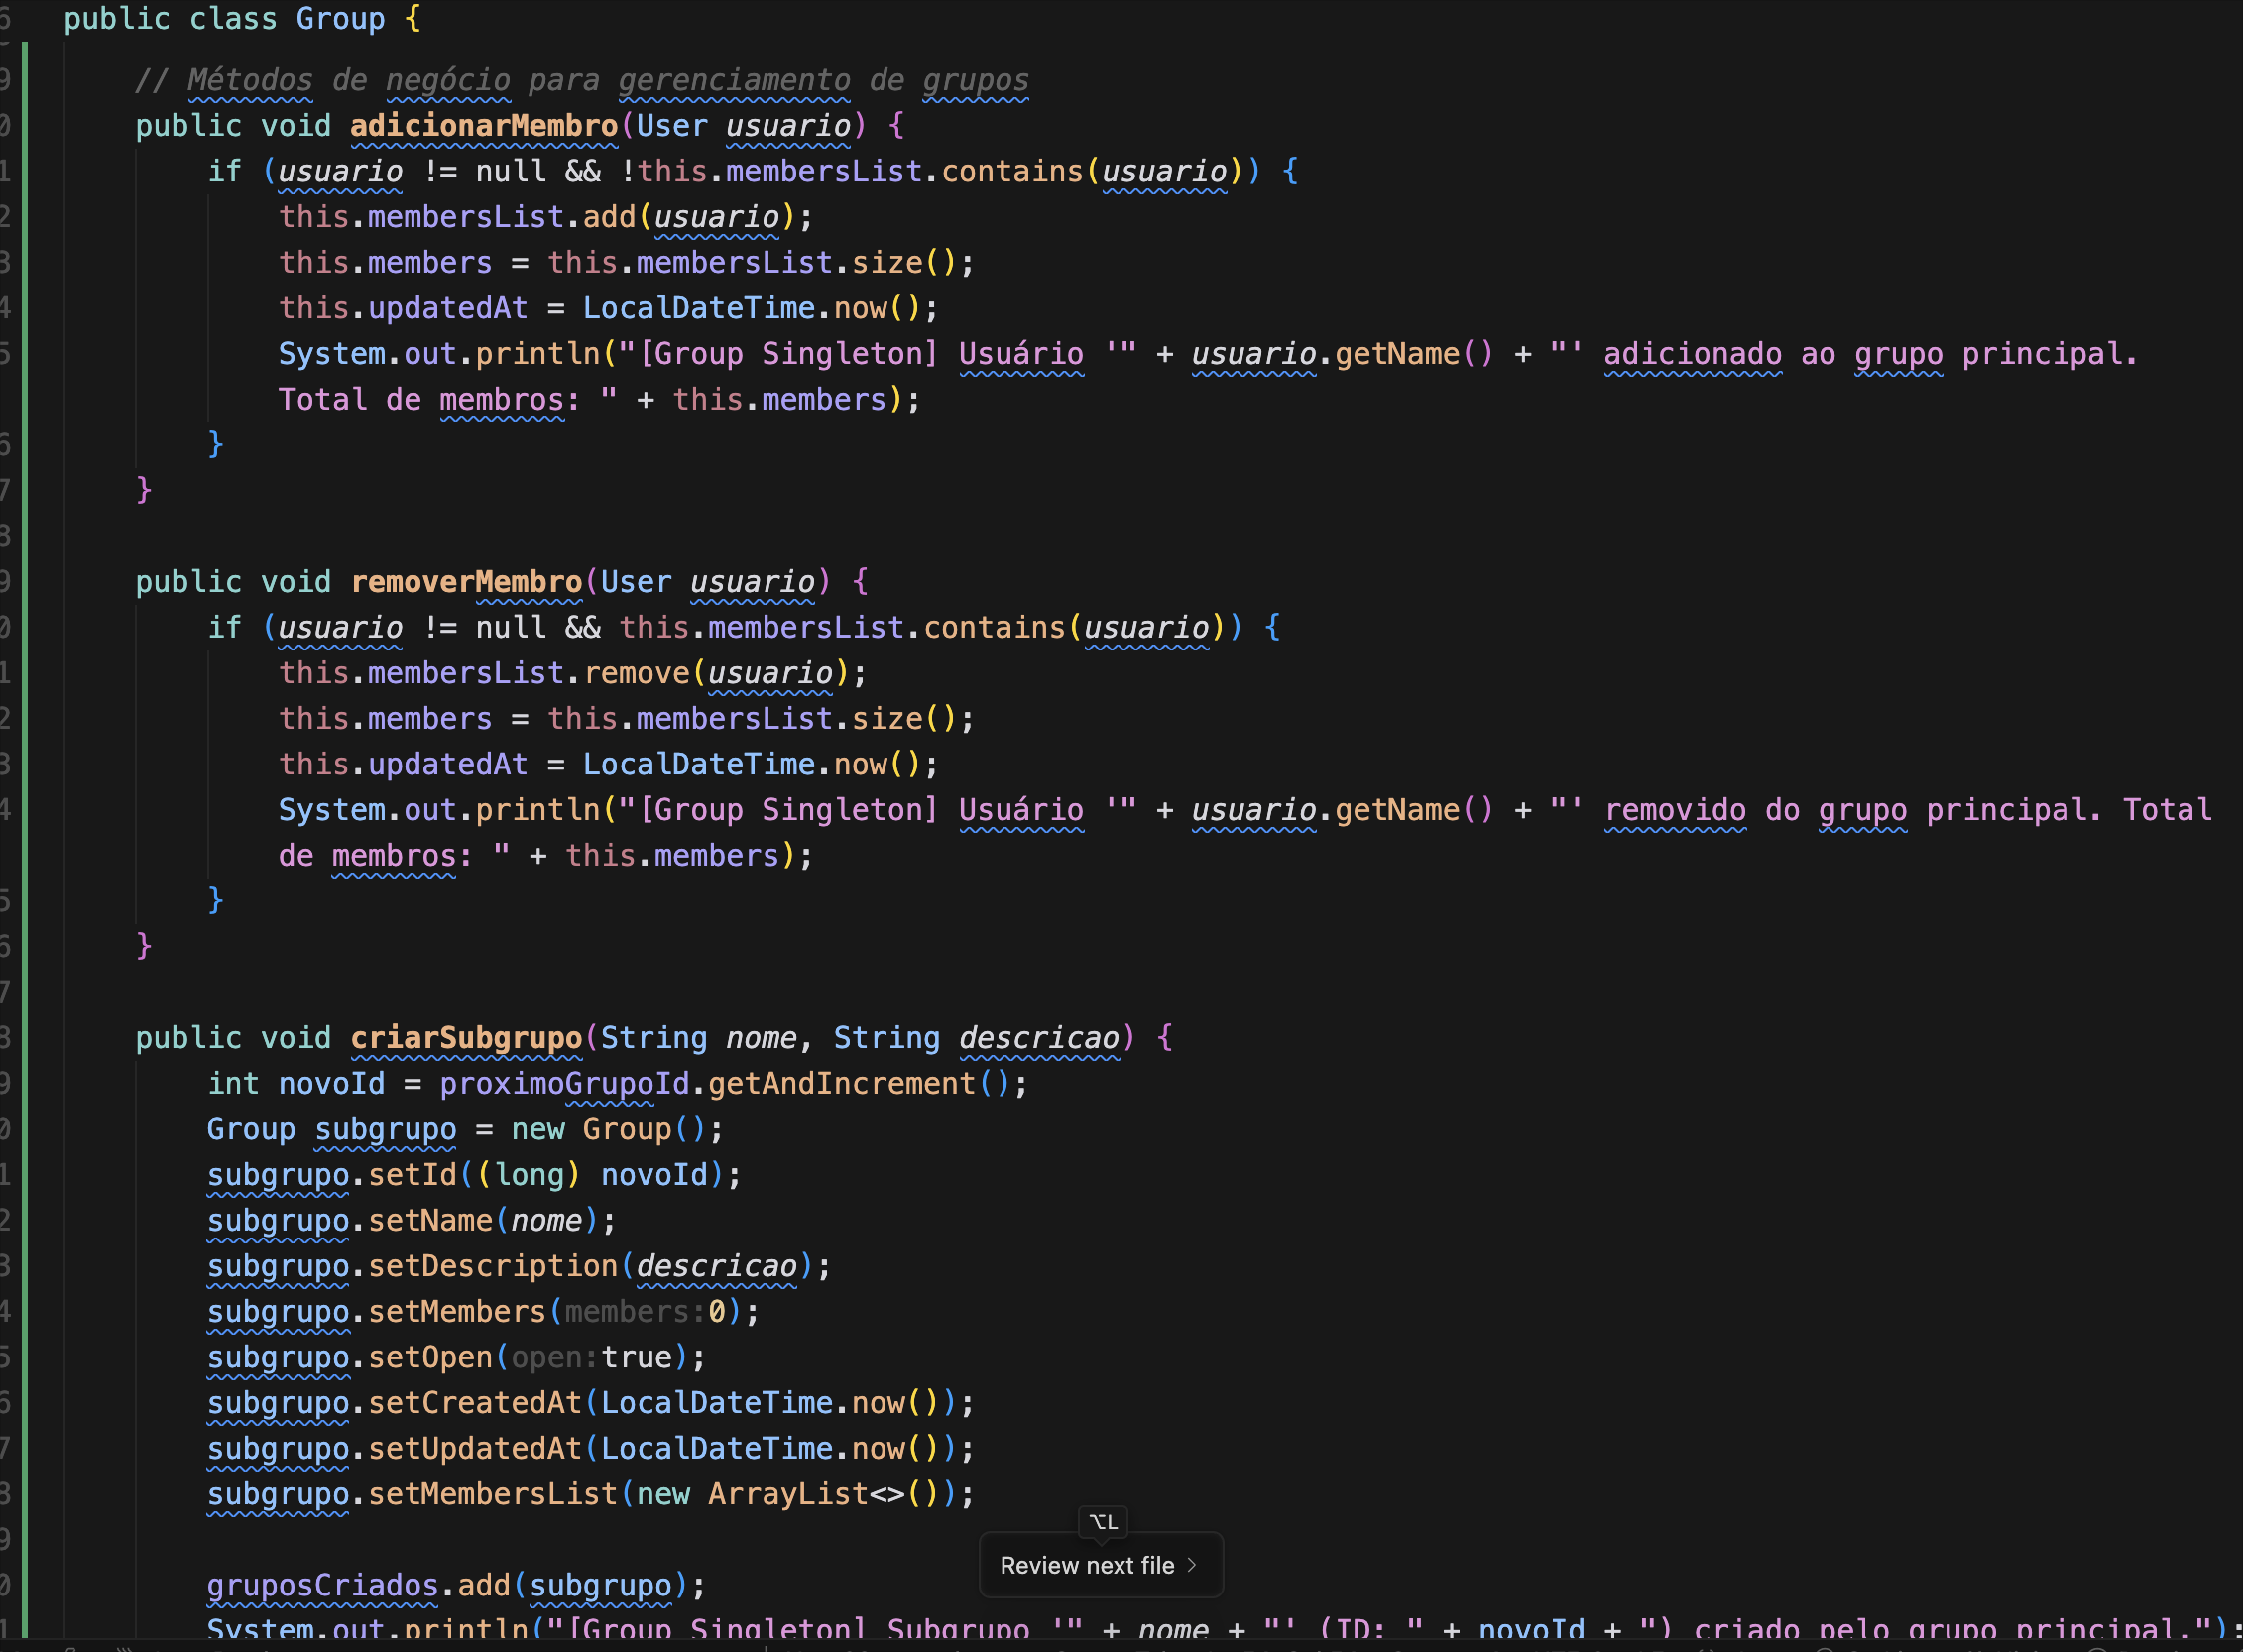 public class Group {
// Métodos de negócio para gerenciamento de grupos
public void adicionarMembro(User usuario) {
if (usuario != null && !this.membersList.contains(usuario)) {
this.membersList.add(usuario);
this.members = this.membersList.size();
this.updatedAt = LocalDateTime.now();
System.out.println("[Group Singleton] Usuário '" + usuario.getName() + "' adicionado ao grupo principal.
Total de membros: " + this.members);
}
}
public void removerMembro(User usuario) {
if (usuario != null && this.membersList.contains(usuario)) {
this.membersList.remove(usuario);
this.members = this.membersList.size();
this.updatedAt = LocalDateTime.now();
System.out.println("[Group Singleton] Usuário '" + usuario.getName() + "' removido do grupo principal. Total
de membros: " + this.members);
}
}
public void criarSubgrupo(String nome, String descricao) {
int novoId = proximoGrupoId.getAndIncrement();
Group subgrupo = new Group();
subgrupo.setId((long) novoId);
subgrupo.setName(nome);
subgrupo.setDescription(descricao);
subgrupo.setMembers(members:0);
subgrupo.setOpen(open:true);
subgrupo.setCreatedAt(LocalDateTime.now());
subgrupo.setUpdatedAt(LocalDateTime.now());
subgrupo.setMembersList(new ArrayList<>());
⌥L
Review next file >
gruposCriados.add(subgrupo);
System.out.println("[Group Singleton] Subgrupo '" + nome + "' (ID: " + novoId + ") criado pelo grupo principal.");